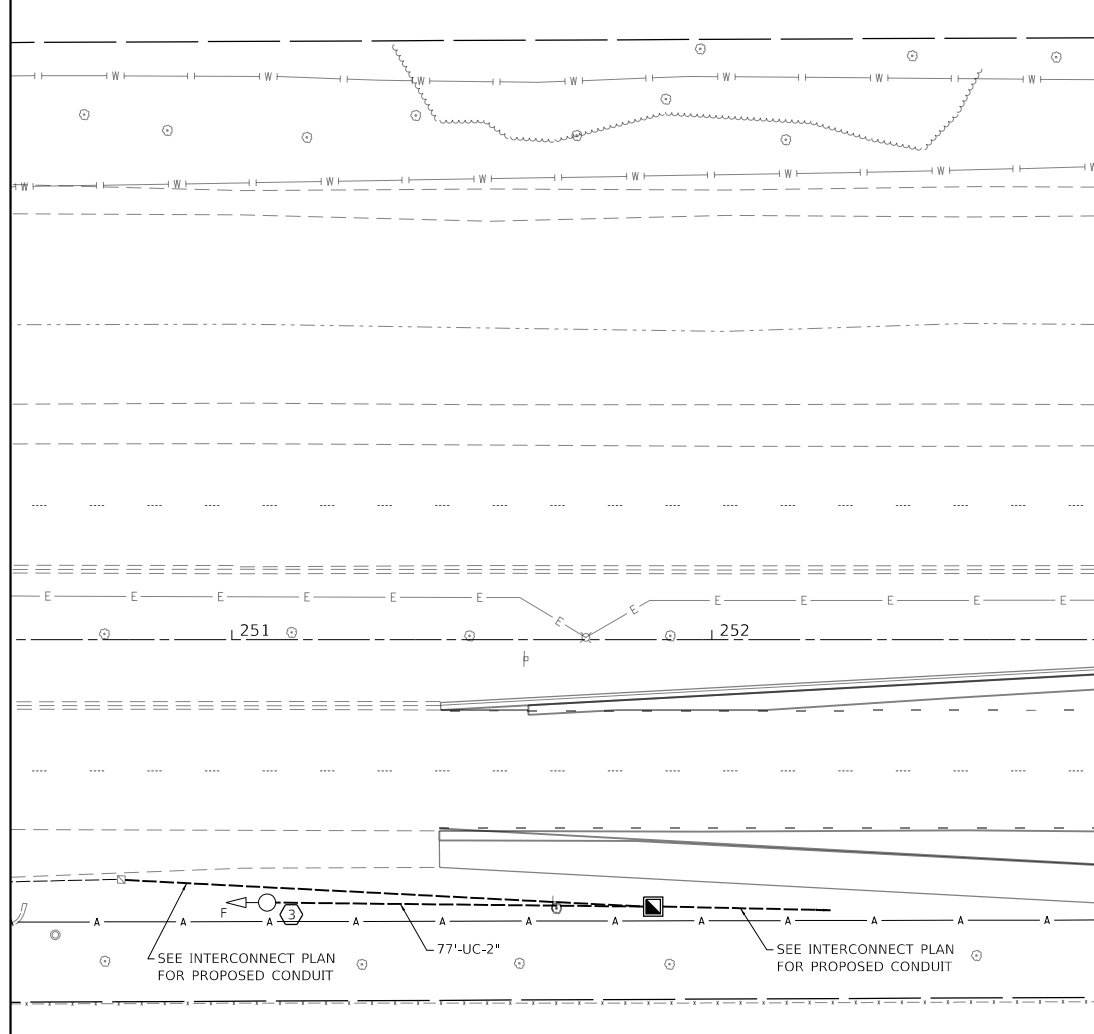 W W W W W W W
W W W W W W W W
E E E E E E E E E E E E E
251 252
F 3
A A A A A A A A A A A A
77'-UC-2"
SEE INTERCONNECT PLAN
FOR PROPOSED CONDUIT
SEE INTERCONNECT PLAN
FOR PROPOSED CONDUIT